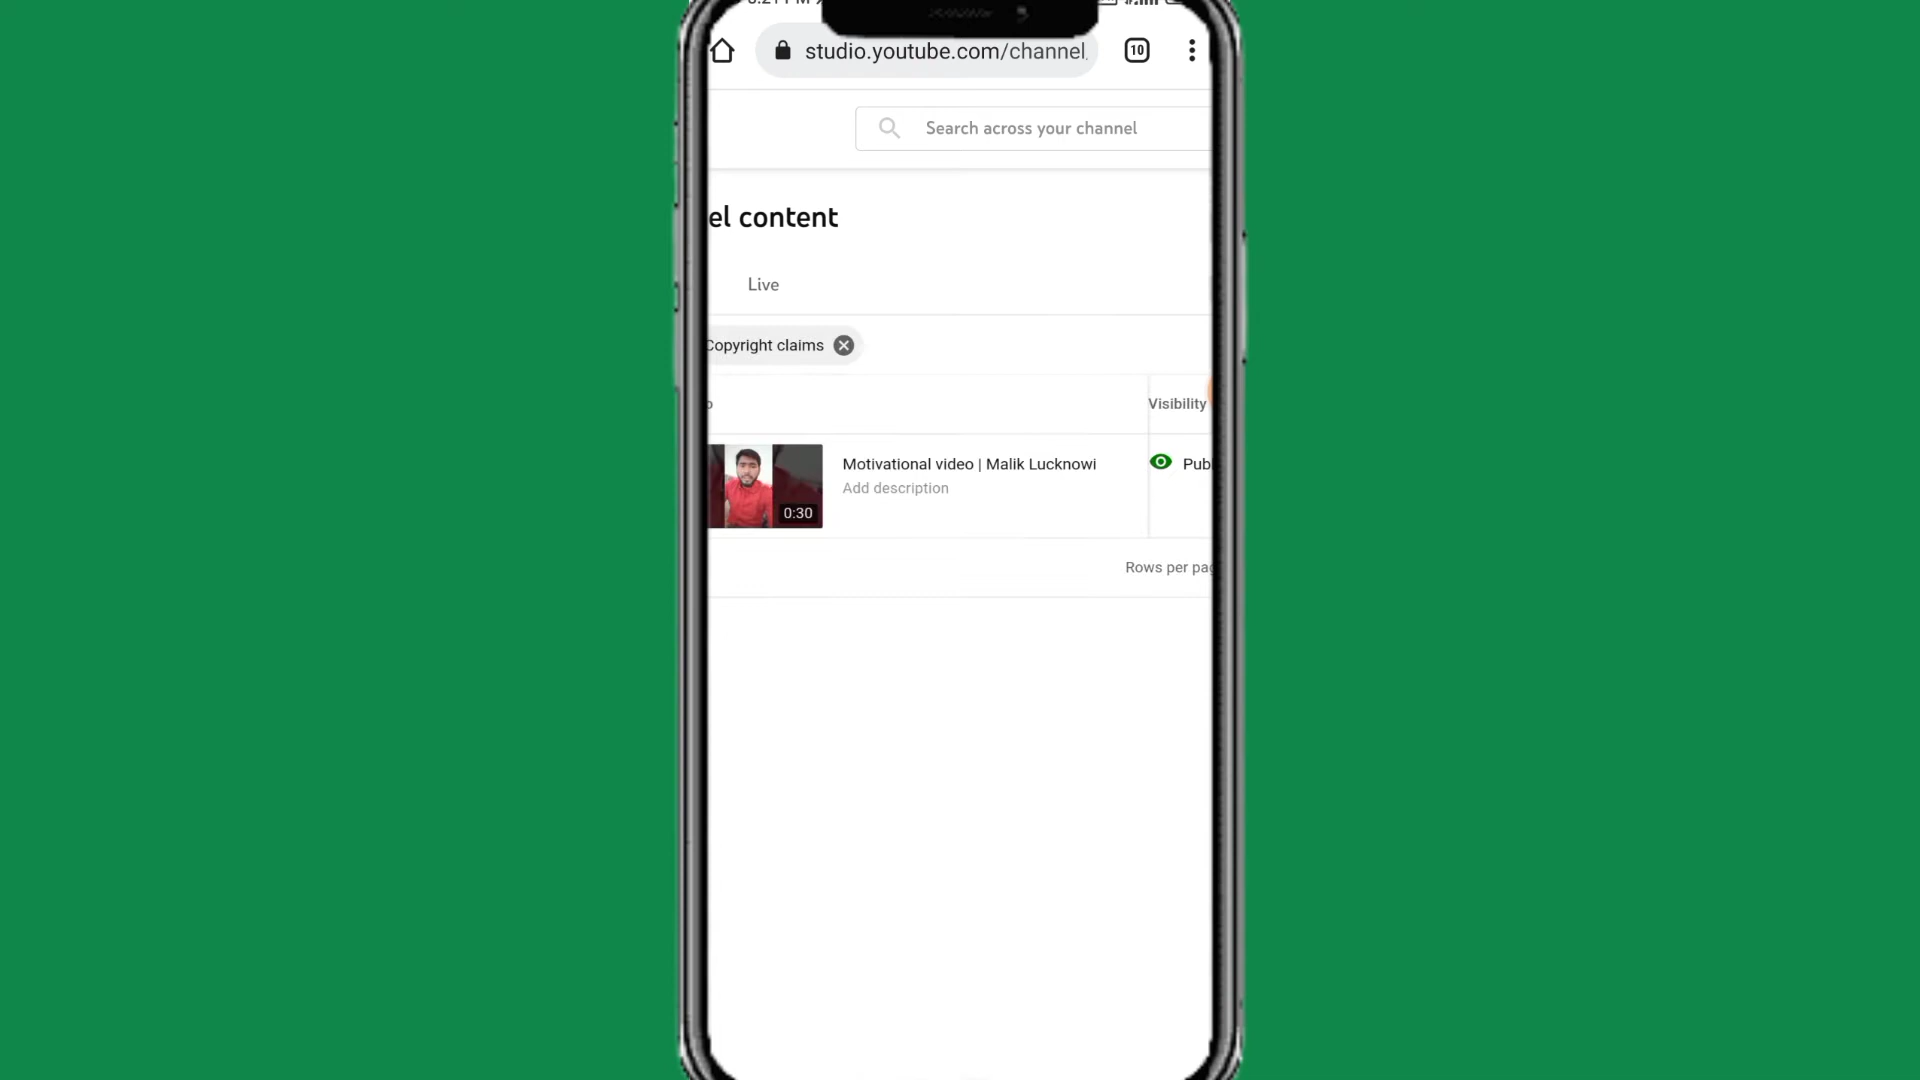 studio.youtube.com/channel
10
Search across your channel
el content
Live
Copyright claims
Visibility
Motivational video | Malik Lucknowi
Pub
Add description
0:30
Rows per pag